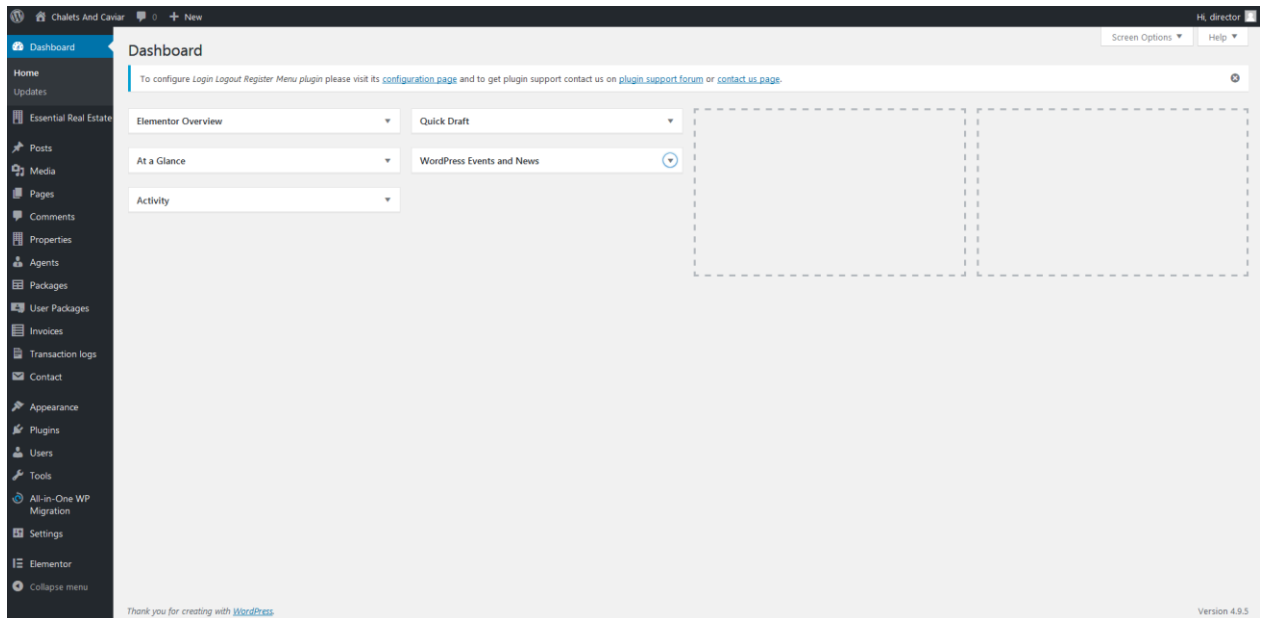 Chalets And Caviar 0 New Hi, director
Screen Options Help
Dashboard
Home
Updates
Essential Real Estate
Posts
Media
Pages
Comments
Properties
Agents
Packages
User Packages
Invoices
Transaction logs
Contact
Appearance
Plugins
Users
Tools
All-in-One WP
Migration
Settings
Elementor
Collapse menu
Dashboard
To configure Login Logout Register Menu plugin please visit its configuration page and to get plugin support contact us on plugin support forum or contact us page.
Elementor Overview
At a Glance
Activity
Quick Draft
WordPress Events and News
Thank you for creating with WordPress.
Version 4.9.5